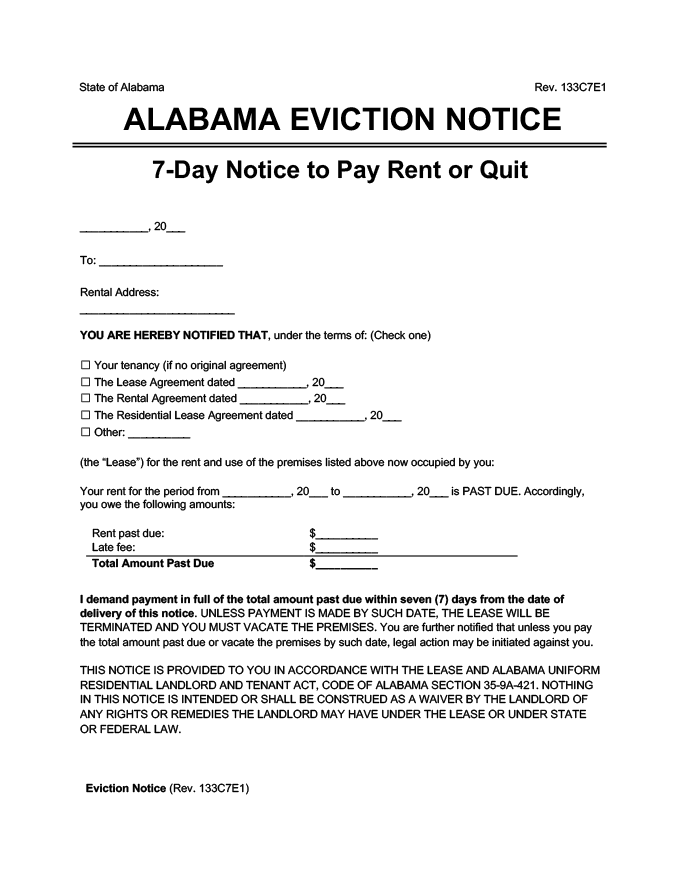 State of Alabama Rev. 133C7E1
ALABAMA EVICTION NOTICE
7-Day Notice to Pay Rent or Quit
___________, 20___
To: ____________________
Rental Address:
_________________________
YOU ARE HEREBY NOTIFIED THAT, under the terms of: (Check one)
☐ Your tenancy (if no original agreement)
☐ The Lease Agreement dated ___________, 20___
☐ The Rental Agreement dated ___________, 20___
☐ The Residential Lease Agreement dated ___________, 20___
☐ Other: __________
(the “Lease”) for the rent and use of the premises listed above now occupied by you:
Your rent for the period from ___________, 20___ to ___________, 20___ is PAST DUE. Accordingly,
you owe the following amounts:
Rent past due: $__________
Late fee: $__________
Total Amount Past Due $__________
I demand payment in full of the total amount past due within seven (7) days from the date of
delivery of this notice. UNLESS PAYMENT IS MADE BY SUCH DATE, THE LEASE WILL BE
TERMINATED AND YOU MUST VACATE THE PREMISES. You are further notified that unless you pay
the total amount past due or vacate the premises by such date, legal action may be initiated against you.
THIS NOTICE IS PROVIDED TO YOU IN ACCORDANCE WITH THE LEASE AND ALABAMA UNIFORM
RESIDENTIAL LANDLORD AND TENANT ACT, CODE OF ALABAMA SECTION 35-9A-421. NOTHING
IN THIS NOTICE IS INTENDED OR SHALL BE CONSTRUED AS A WAIVER BY THE LANDLORD OF
ANY RIGHTS OR REMEDIES THE LANDLORD MAY HAVE UNDER THE LEASE OR UNDER STATE
OR FEDERAL LAW.
Eviction Notice (Rev. 133C7E1)